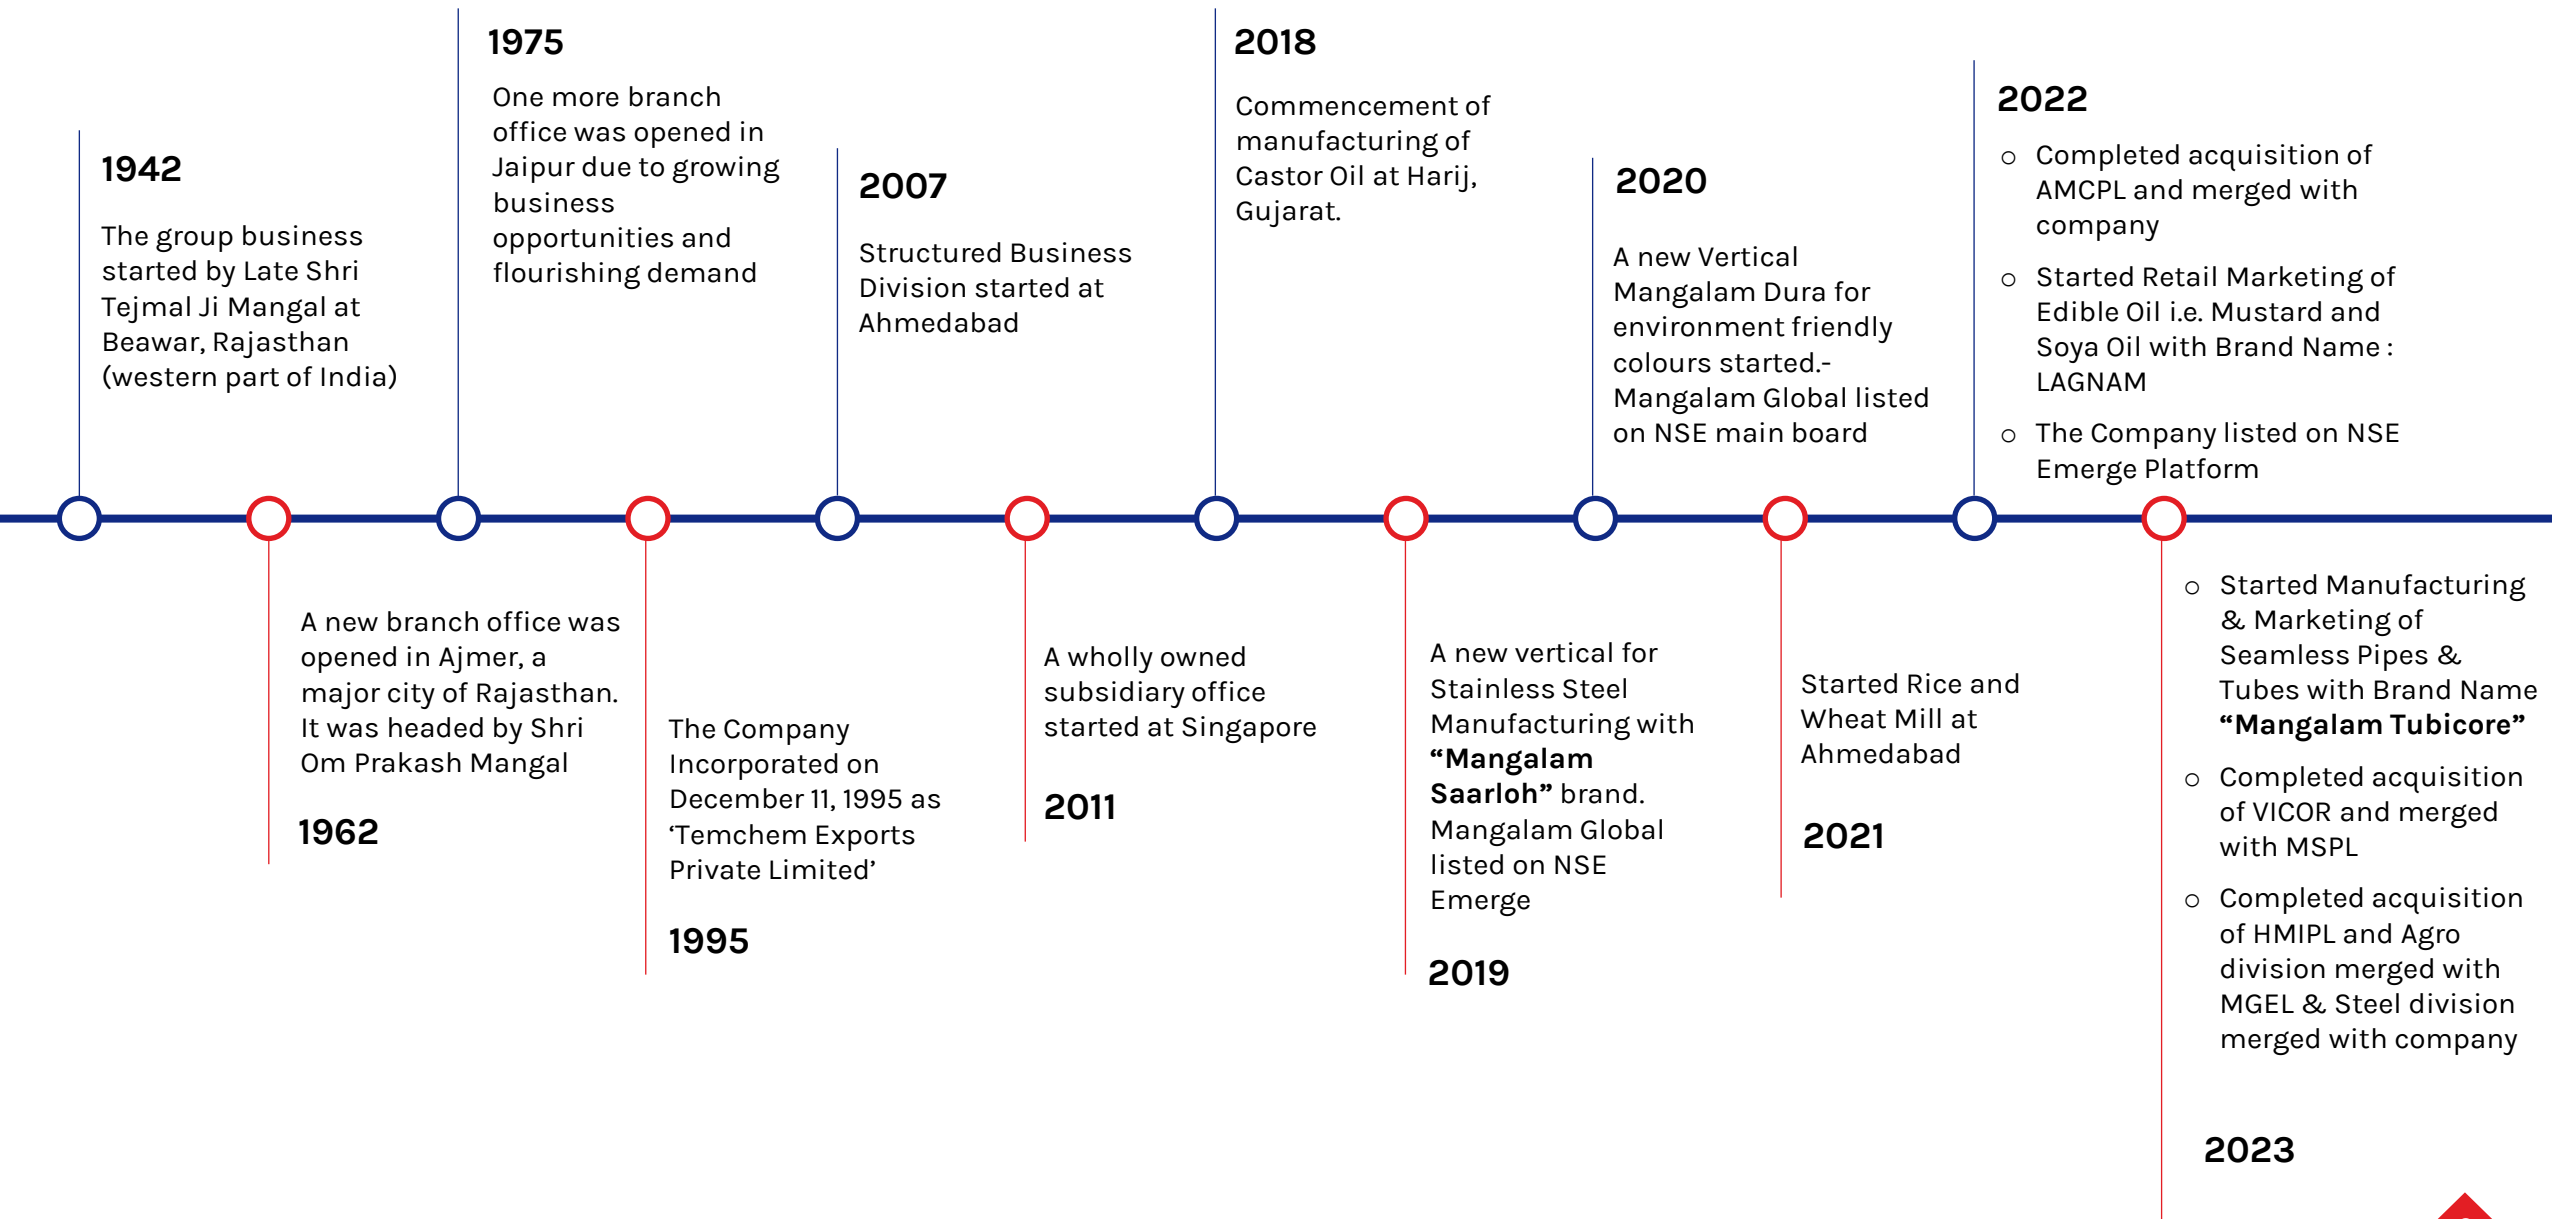 1942
The group business
started by Late Shri
Tejmal Ji Mangal at
Beawar, Rajasthan
(western part of India)
A new branch office was
opened in Ajmer, a
major city of Rajasthan.
It was headed by Shri
Om Prakash Mangal
1962
1975
One more branch
office was opened in
Jaipur due to growing
business
opportunities and
flourishing demand
The Company
Incorporated on
December 11, 1995 as
‘Temchem Exports
Private Limited’
1995
2007
Structured Business
Division started at
Ahmedabad
A wholly owned
subsidiary office
started at Singapore
2011
2018
Commencement of
manufacturing of
Castor Oil at Harij,
Gujarat.
A new vertical for
Stainless Steel
Manufacturing with
“Mangalam
Saarloh” brand.
Mangalam Global
listed on NSE
Emerge
2019
2020
A new Vertical
Mangalam Dura for
environment friendly
colours started.-
Mangalam Global listed
on NSE main board
Started Rice and
Wheat Mill at
Ahmedabad
2021
2022
○ Completed acquisition of
AMCPL and merged with
company
○ Started Retail Marketing of
Edible Oil i.e. Mustard and
Soya Oil with Brand Name :
LAGNAM
○ The Company listed on NSE
Emerge Platform
○ Started Manufacturing
& Marketing of
Seamless Pipes &
Tubes with Brand Name
“Mangalam Tubicore”
○ Completed acquisition
of VICOR and merged
with MSPL
○ Completed acquisition
of HMIPL and Agro
division merged with
MGEL & Steel division
merged with company
2023